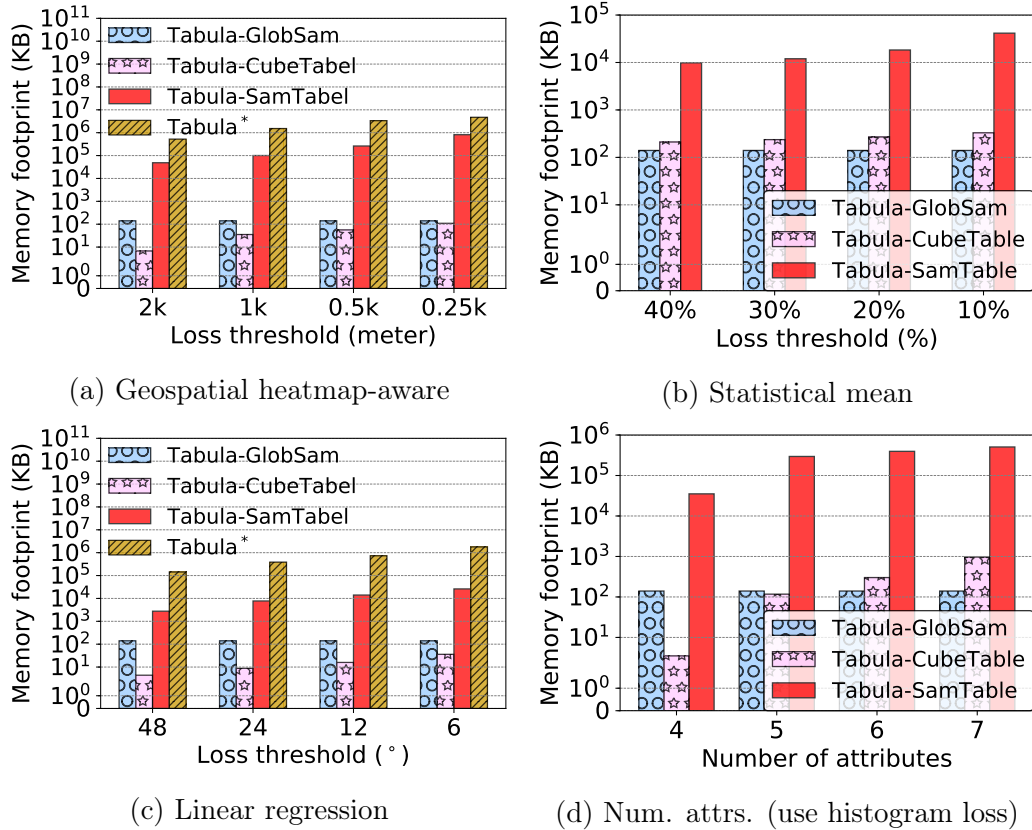 Memory footprint (KB)
10^11
10^10
10^9
10^8
10^7
10^6
10^5
10^4
10^3
10^2
10^1
10^0
0
Tabula-GlobSam
Tabula-CubeTabel
Tabula-SamTabel
Tabula*
2k 1k 0.5k 0.25k
Loss threshold (meter)
(a) Geospatial heatmap-aware
Memory footprint (KB)
10^5
10^4
10^3
10^2
10^1
10^0
0
Tabula-GlobSam
Tabula-CubeTable
Tabula-SamTable
40% 30% 20% 10%
Loss threshold (%)
(b) Statistical mean
Memory footprint (KB)
10^11
10^10
10^9
10^8
10^7
10^6
10^5
10^4
10^3
10^2
10^1
10^0
0
Tabula-GlobSam
Tabula-CubeTabel
Tabula-SamTabel
Tabula*
48 24 12 6
Loss threshold (°)
(c) Linear regression
Memory footprint (KB)
10^6
10^5
10^4
10^3
10^2
10^1
10^0
0
Tabula-GlobSam
Tabula-CubeTable
Tabula-SamTable
4 5 6 7
Number of attributes
(d) Num. attrs. (use histogram loss)